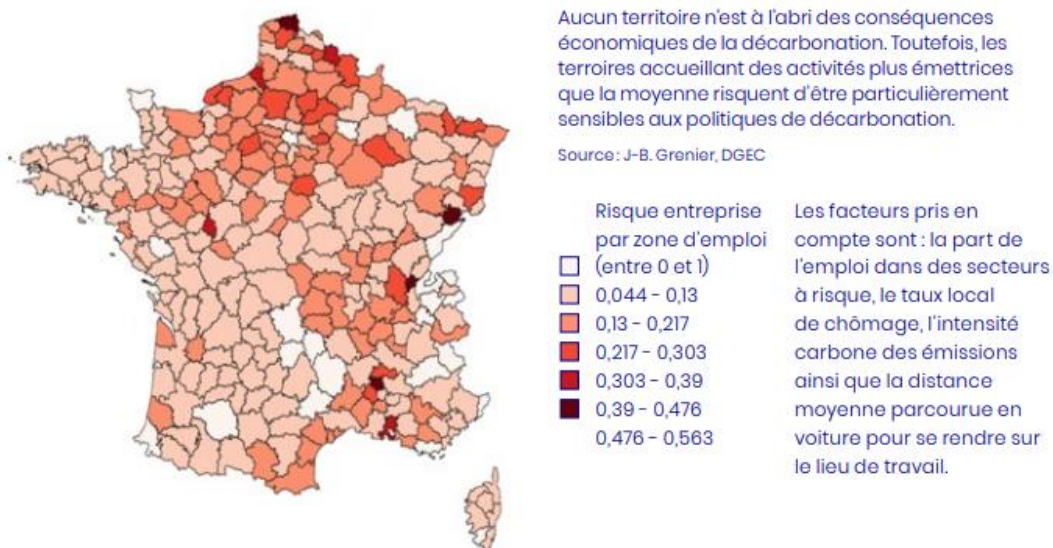 Aucun territoire n'est à l'abri des conséquences
économiques de la décarbonation. Toutefois, les
terroires accueillant des activités plus émettrices
que la moyenne risquent d'être particulièrement
sensibles aux politiques de décarbonation.
Source : J-B. Grenier, DGEC
Risque entreprise
par zone d'emploi
(entre 0 et 1)
0,044 - 0,13
0,13 - 0,217
0,217 - 0,303
0,303 - 0,39
0,39 - 0,476
0,476 - 0,563
Les facteurs pris en
compte sont : la part de
l'emploi dans des secteurs
à risque, le taux local
de chômage, l'intensité
carbone des émissions
ainsi que la distance
moyenne parcourue en
voiture pour se rendre sur
le lieu de travail.